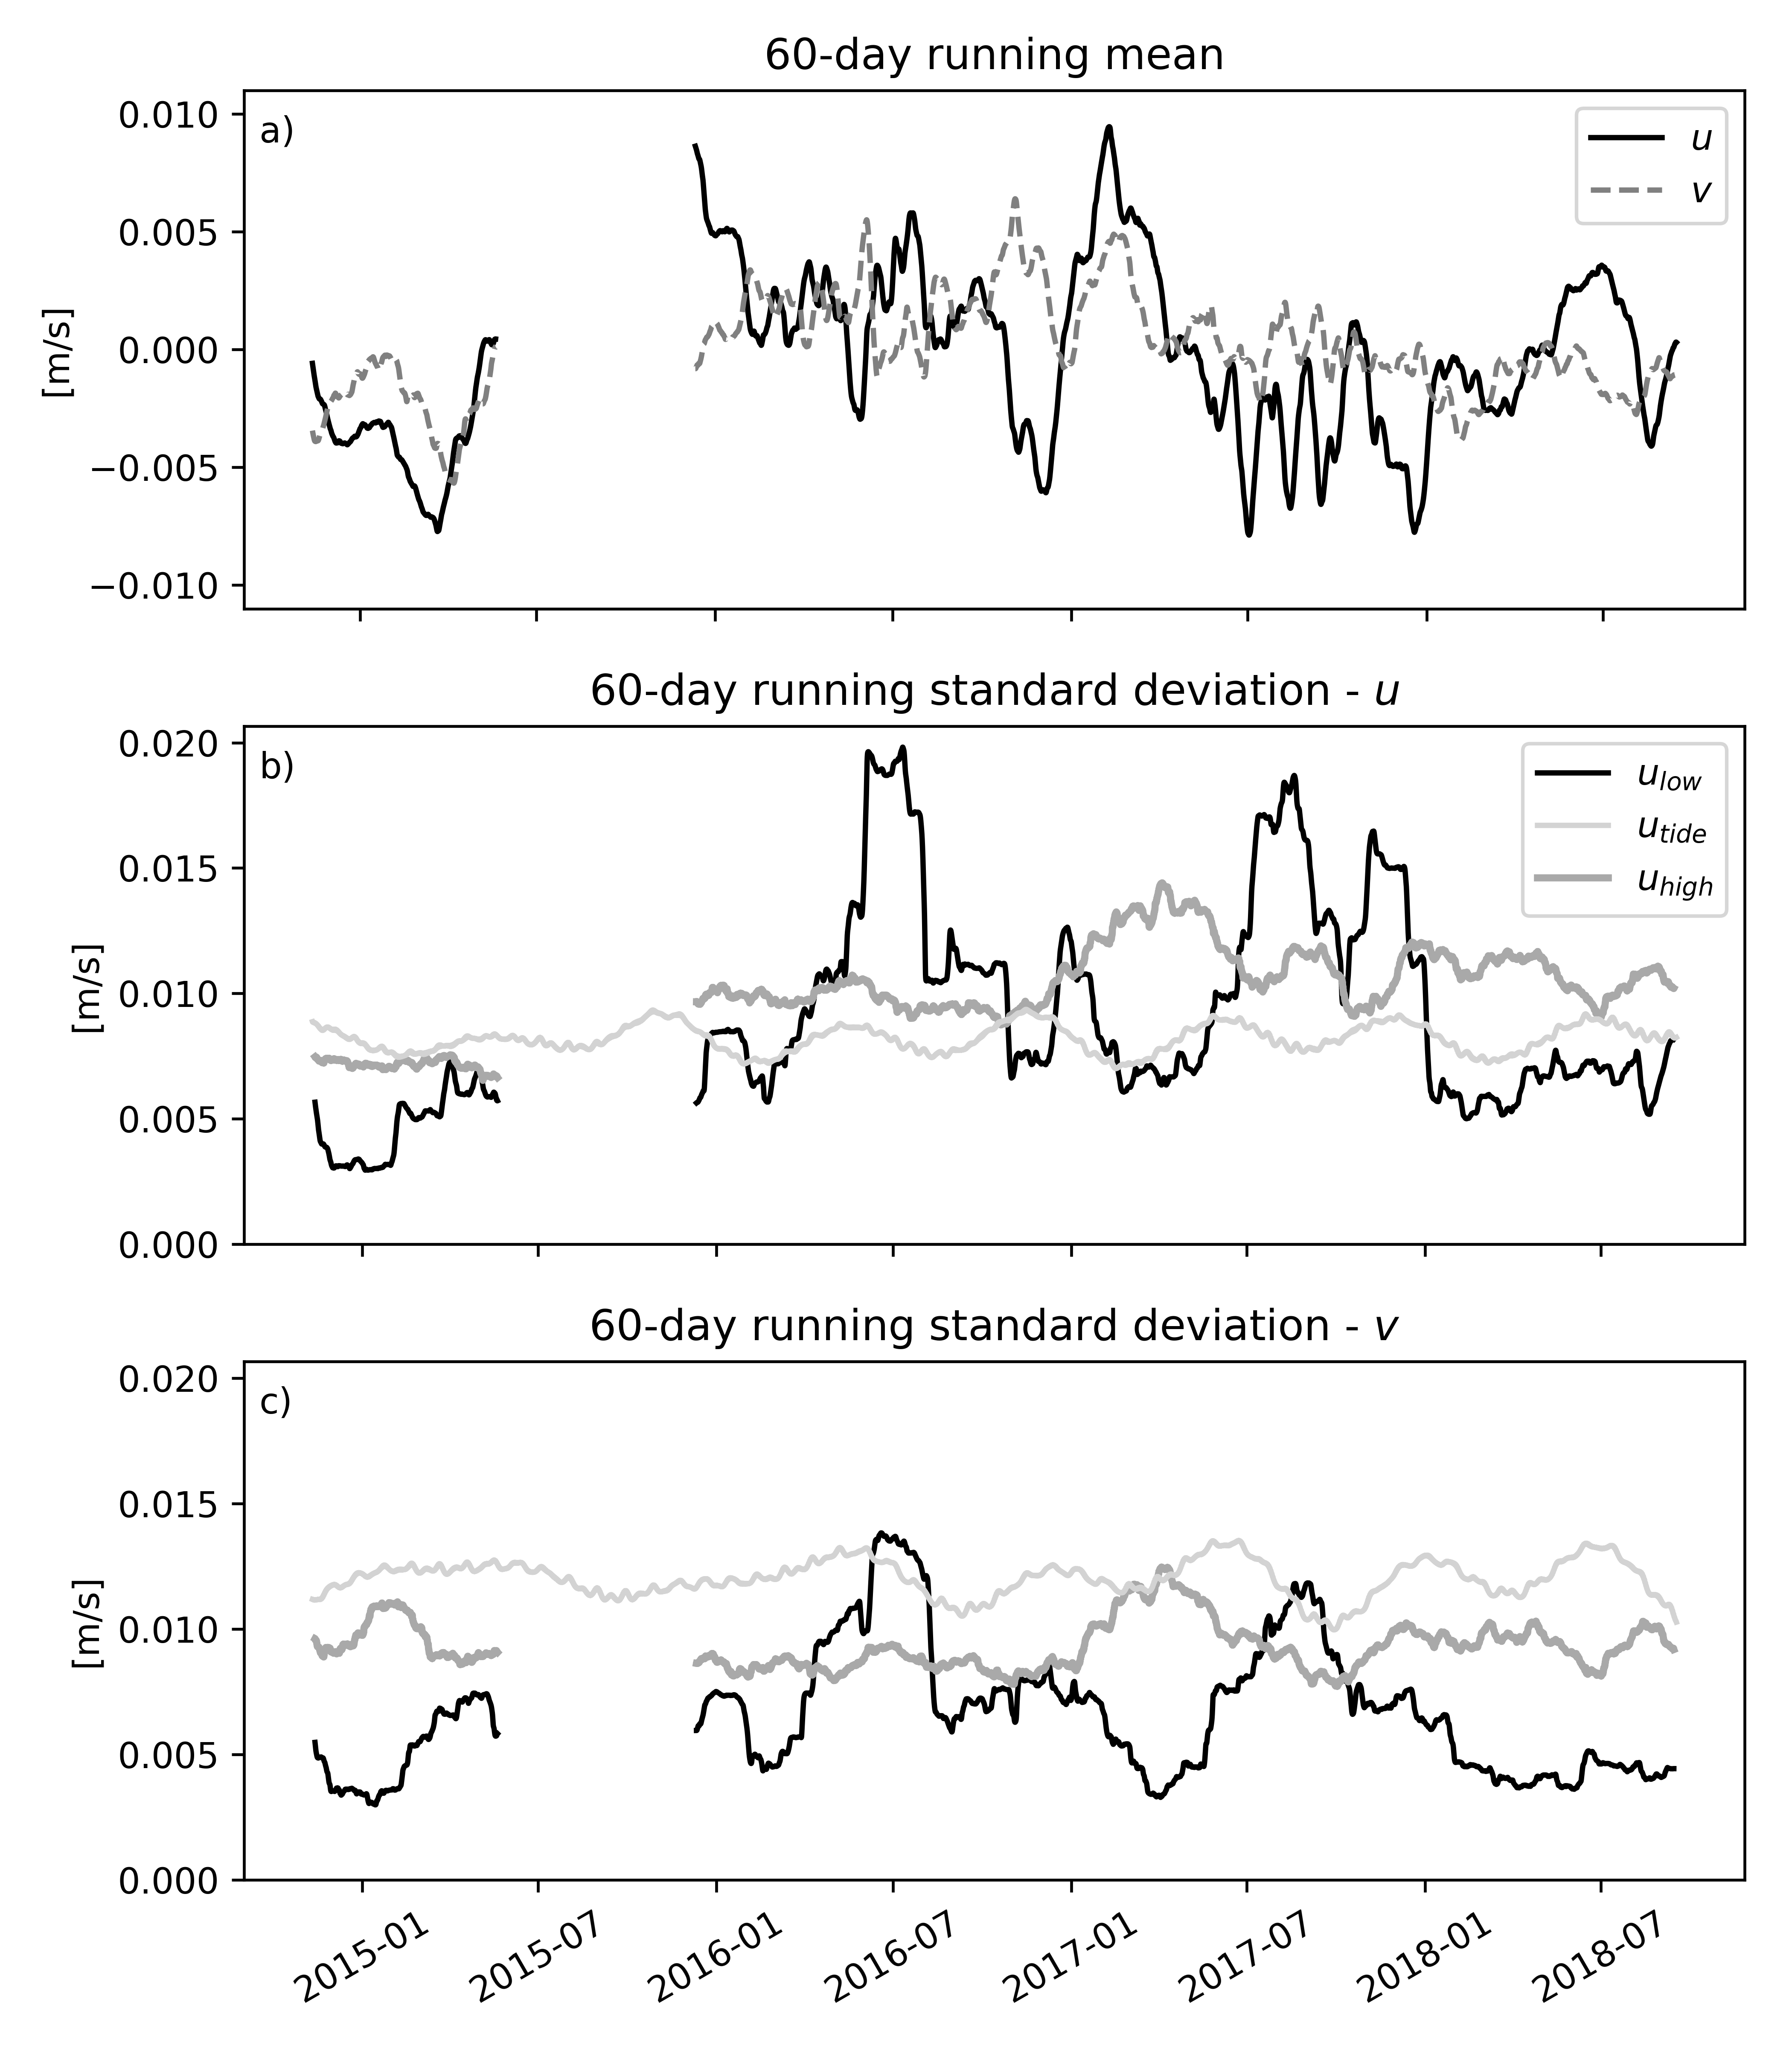 60-day running mean
a)
0.010
0.005
0.000
−0.005
−0.010
[m/s]
u
v
60-day running standard deviation - u
b)
0.020
0.015
0.010
0.005
0.000
[m/s]
u_low
u_tide
u_high
60-day running standard deviation - v
c)
0.020
0.015
0.010
0.005
0.000
[m/s]
2015-01 2015-07 2016-01 2016-07 2017-01 2017-07 2018-01 2018-07